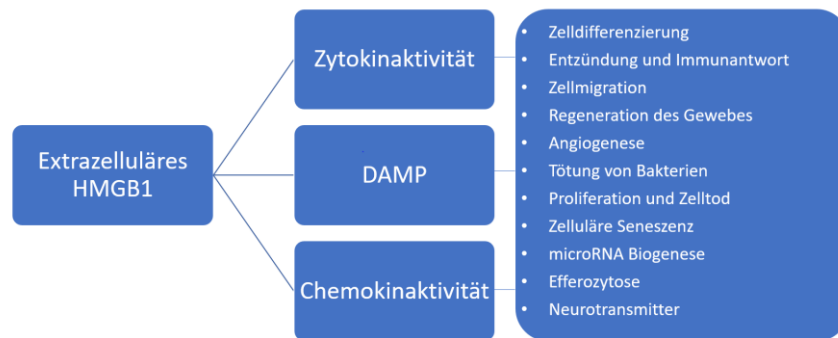 Extrazelluläres
HMGB1
Zytokinaktivität
DAMP
Chemokinaktivität
• Zelldifferenzierung
• Entzündung und Immunantwort
• Zellmigration
• Regeneration des Gewebes
• Angiogenese
• Tötung von Bakterien
• Proliferation und Zelltod
• Zelluläre Seneszenz
• microRNA Biogenese
• Efferozytose
• Neurotransmitter